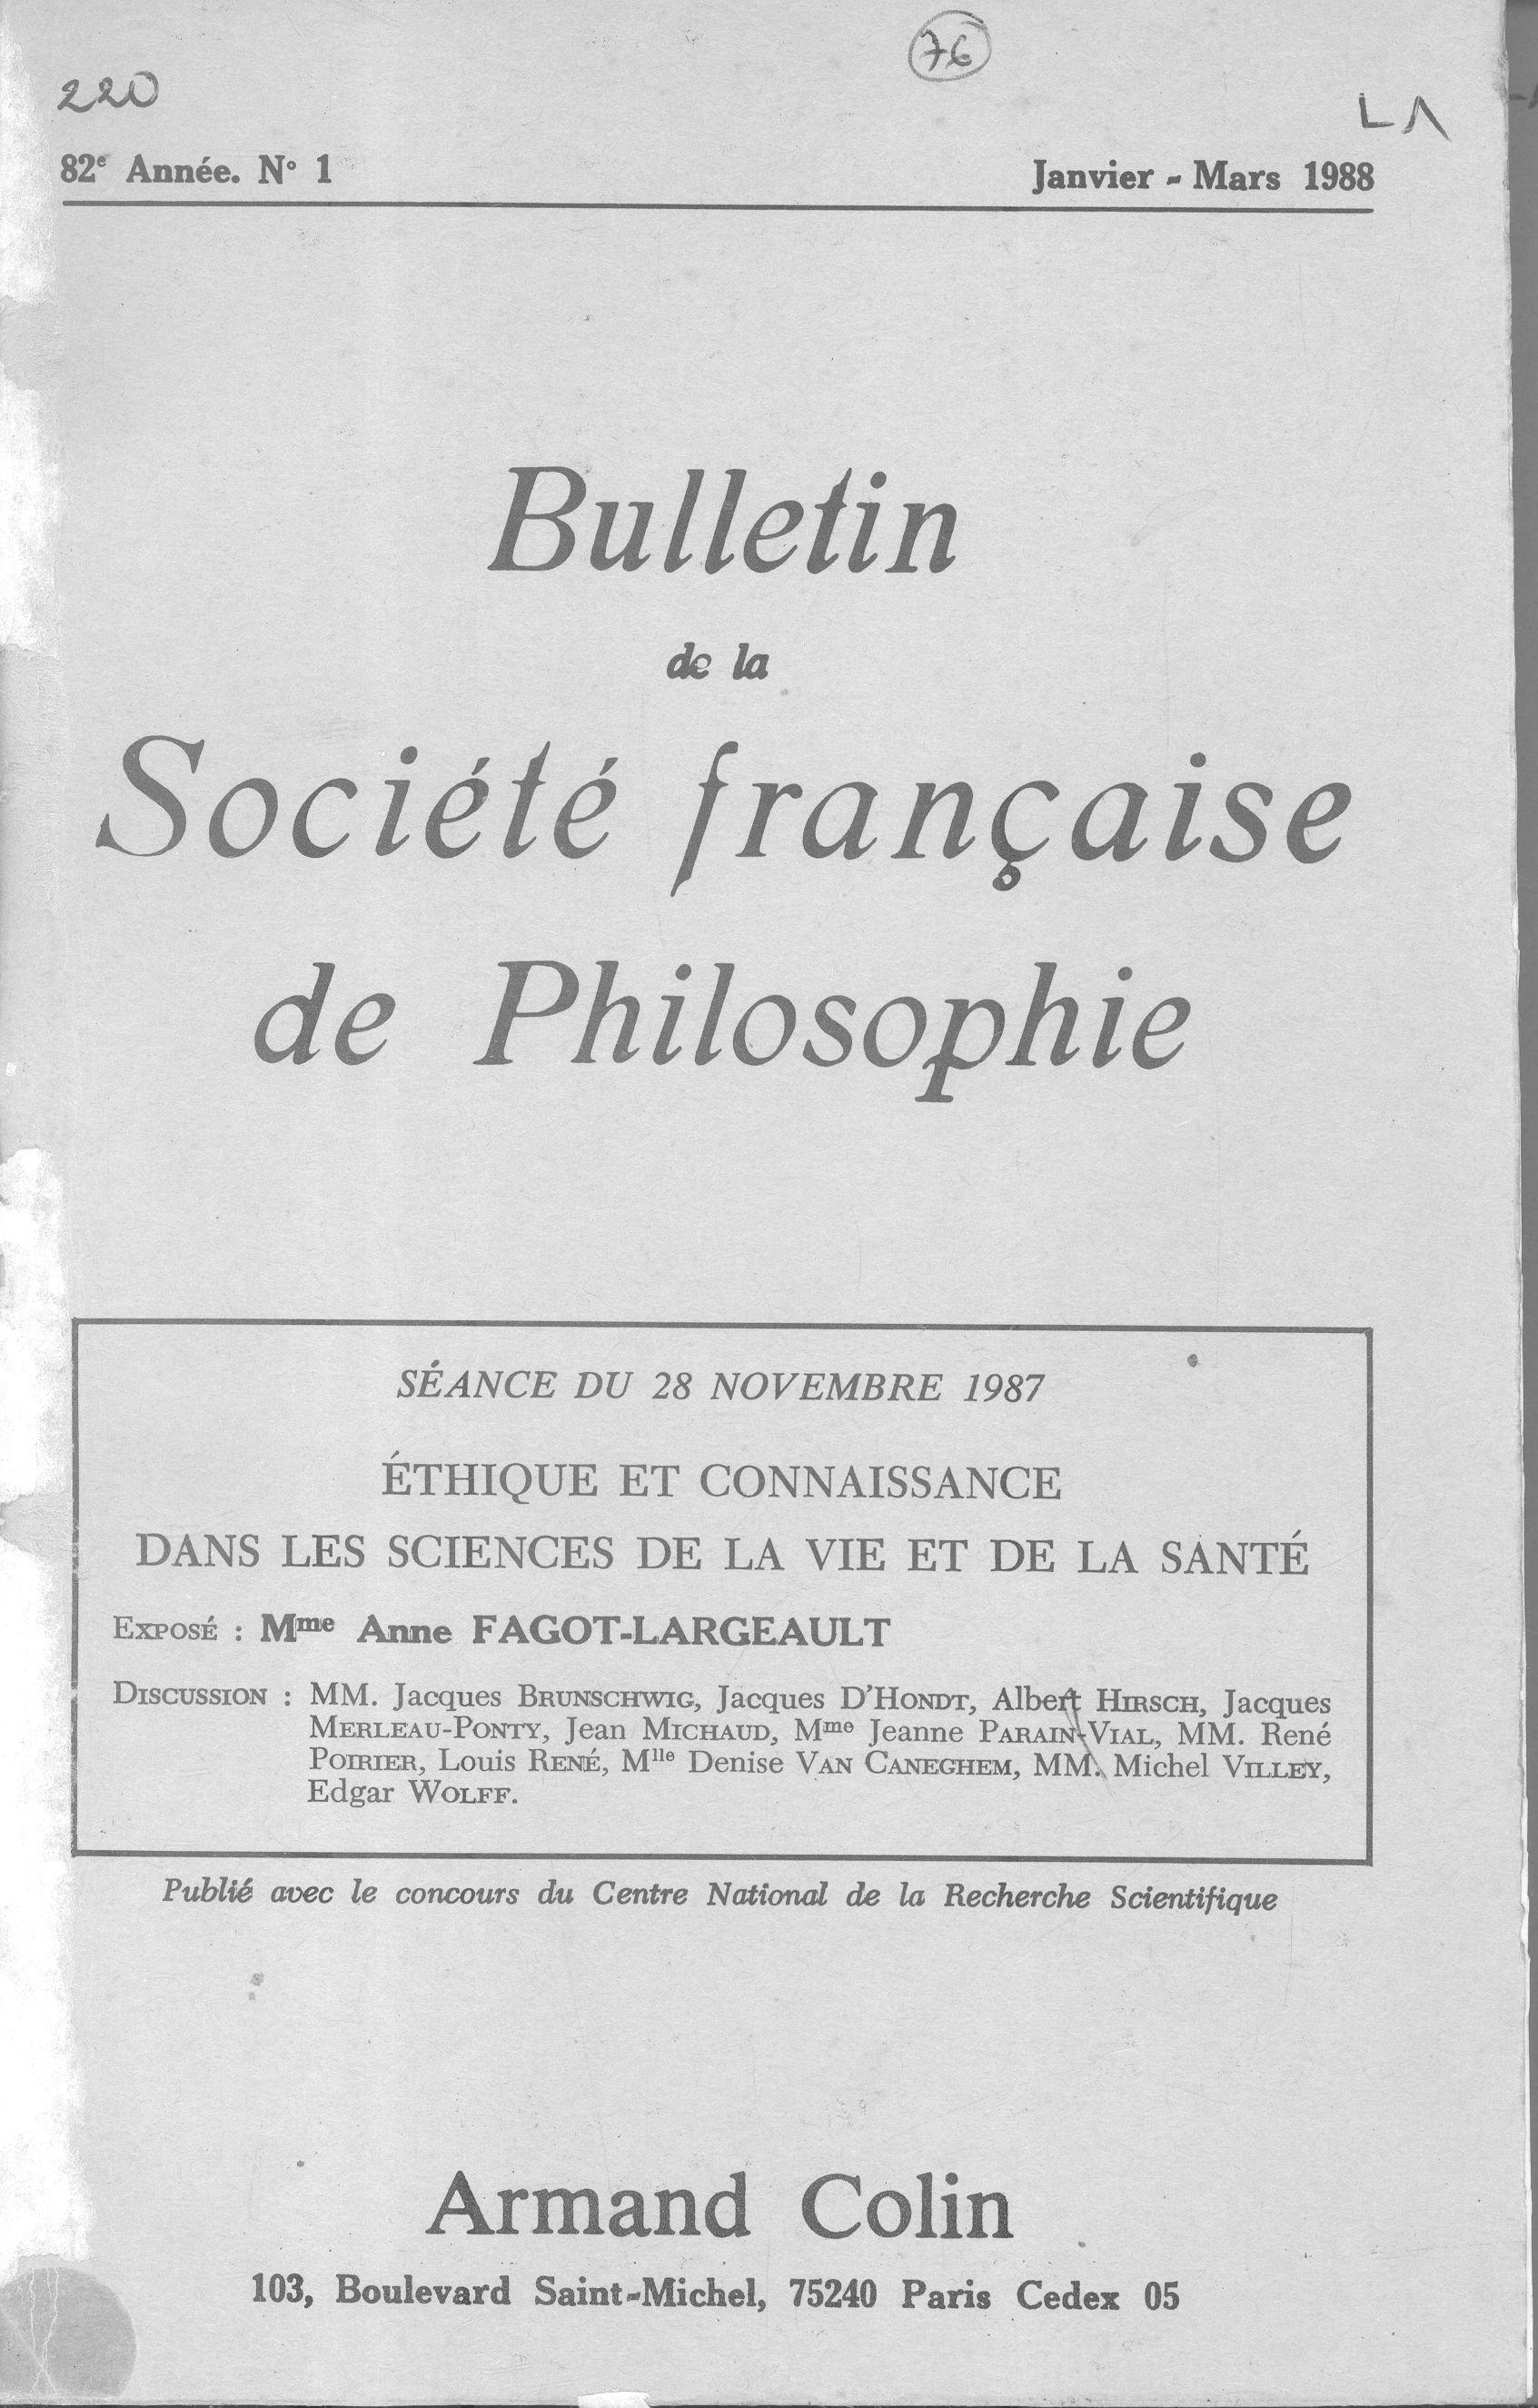 76
220
LA
82e Année. N° 1
Janvier - Mars 1988
Bulletin
de la
Société française
de Philosophie
SÉANCE DU 28 NOVEMBRE 1987
ÉTHIQUE ET CONNAISSANCE
DANS LES SCIENCES DE LA VIE ET DE LA SANTÉ
EXPOSÉ : Mme Anne FAGOT-LARGEAULT
DISCUSSION : MM. Jacques BRUNSCHWIG, Jacques D'HONDT, Albert HIRSCH, Jacques
MERLEAU-PONTY, Jean MICHAUD, Mme Jeanne PARAIN-VIAL, MM. René
POIRIER, Louis RENÉ, Mlle Denise VAN CANEGHEM, MM. Michel VILLEY,
Edgar WOLFF.
Publié avec le concours du Centre National de la Recherche Scientifique
Armand Colin
103, Boulevard Saint-Michel, 75240 Paris Cedex 05